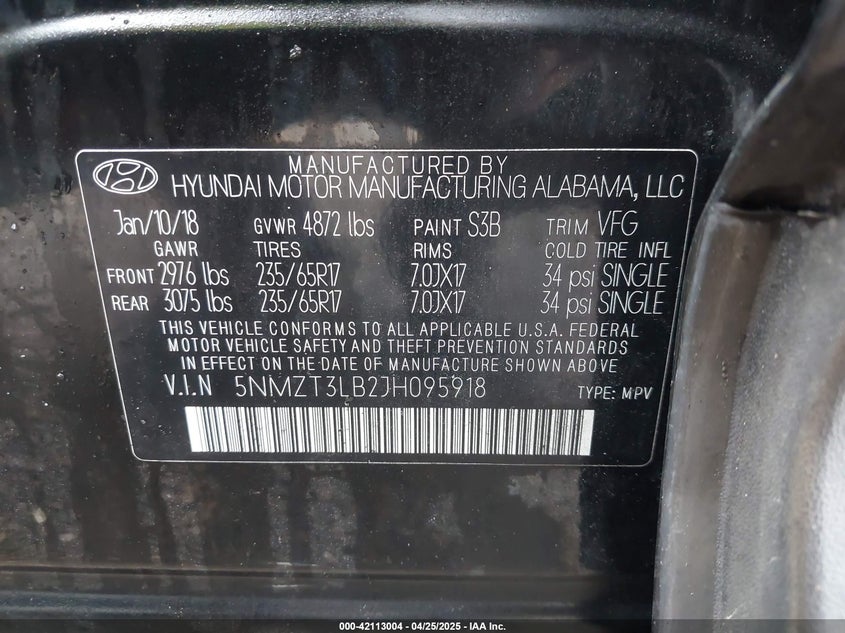 MANUFACTURED BY
HYUNDAI MOTOR MANUFACTURING ALABAMA, LLC
Jan/10/18 GVWR 4872 lbs PAINT S3B TRIM VFG
GAWR TIRES RIMS COLD TIRE INFL
FRONT 2976 lbs 235/65R17 7.0JX17 34 psi SINGLE
REAR 3075 lbs 235/65R17 7.0JX17 34 psi SINGLE
THIS VEHICLE CONFORMS TO ALL APPLICABLE U.S.A. FEDERAL
MOTOR VEHICLE SAFETY AND THEFT PREVENTION STANDARDS
IN EFFECT ON THE DATE OF MANUFACTURE SHOWN ABOVE
V.I.N 5NMZT3LB2JH095918 TYPE: MPV
000-42113004 - 04/25/2025 - IAA Inc.